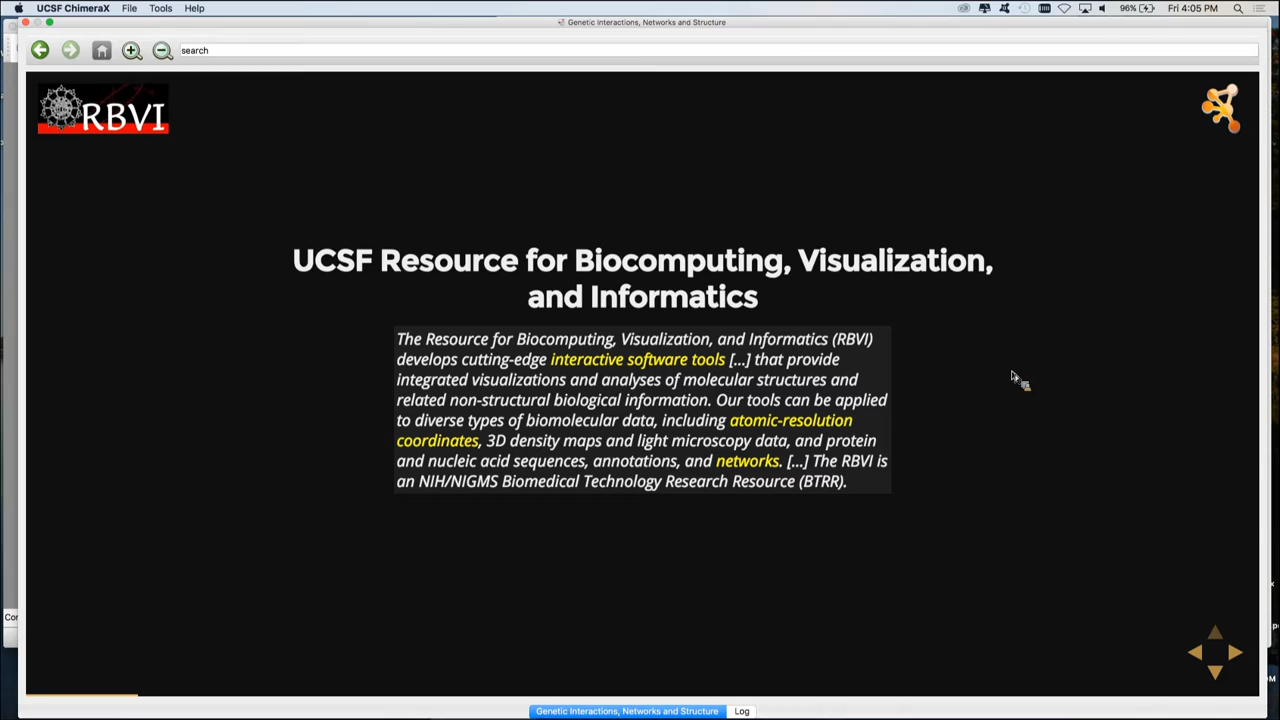 UCSF ChimeraX File Tools Help 96% Fri 4:05 PM
Genetic Interactions, Networks and Structure
search
RBVI
UCSF Resource for Biocomputing, Visualization,
and Informatics
The Resource for Biocomputing, Visualization, and Informatics (RBVI)
develops cutting-edge interactive software tools [...] that provide
integrated visualizations and analyses of molecular structures and
related non-structural biological information. Our tools can be applied
to diverse types of biomolecular data, including atomic-resolution
coordinates, 3D density maps and light microscopy data, and protein
and nucleic acid sequences, annotations, and networks. [...] The RBVI is
an NIH/NIGMS Biomedical Technology Research Resource (BTRR).
Genetic Interactions, Networks and Structure Log